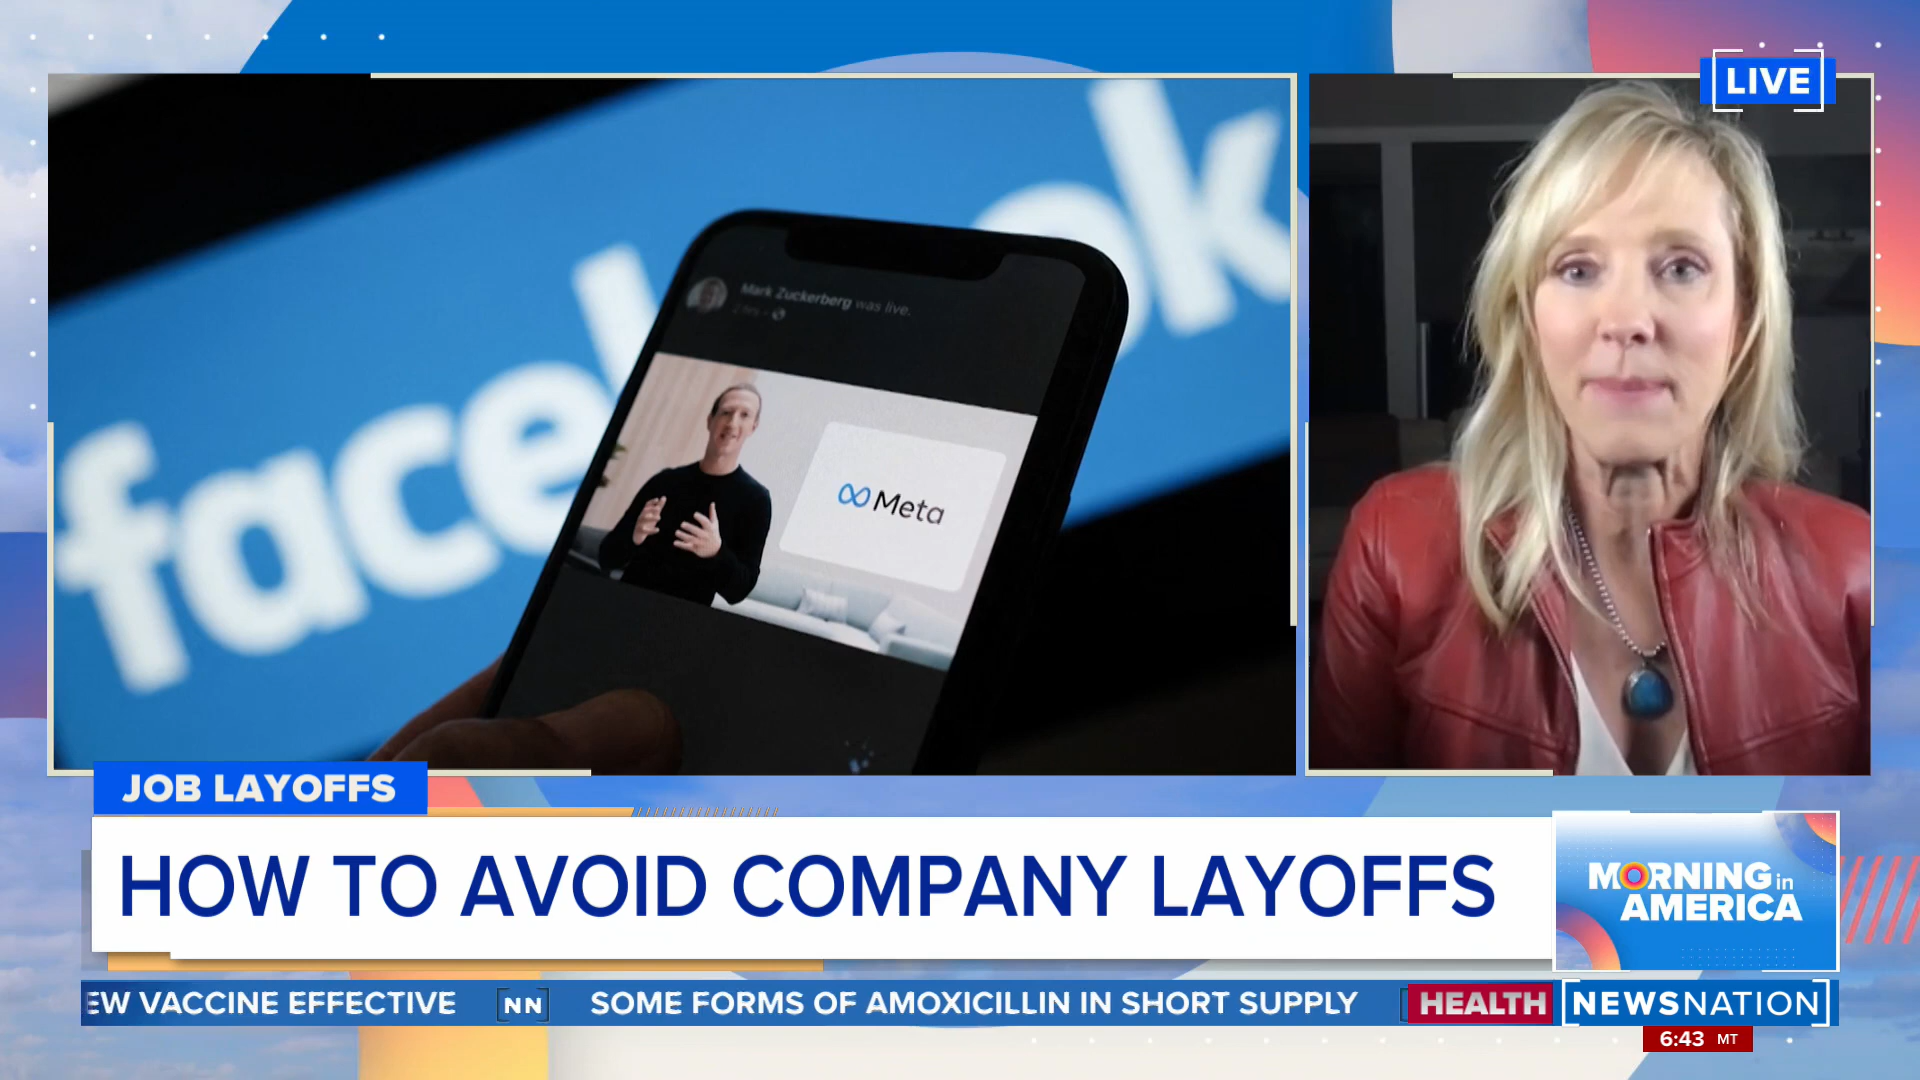 LIVE
facebook
Mark Zuckerberg was live.
Meta
JOB LAYOFFS
HOW TO AVOID COMPANY LAYOFFS
MORNING in
AMERICA
EW VACCINE EFFECTIVE NN SOME FORMS OF AMOXICILLIN IN SHORT SUPPLY HEALTH NEWSNATION
6:43 MT